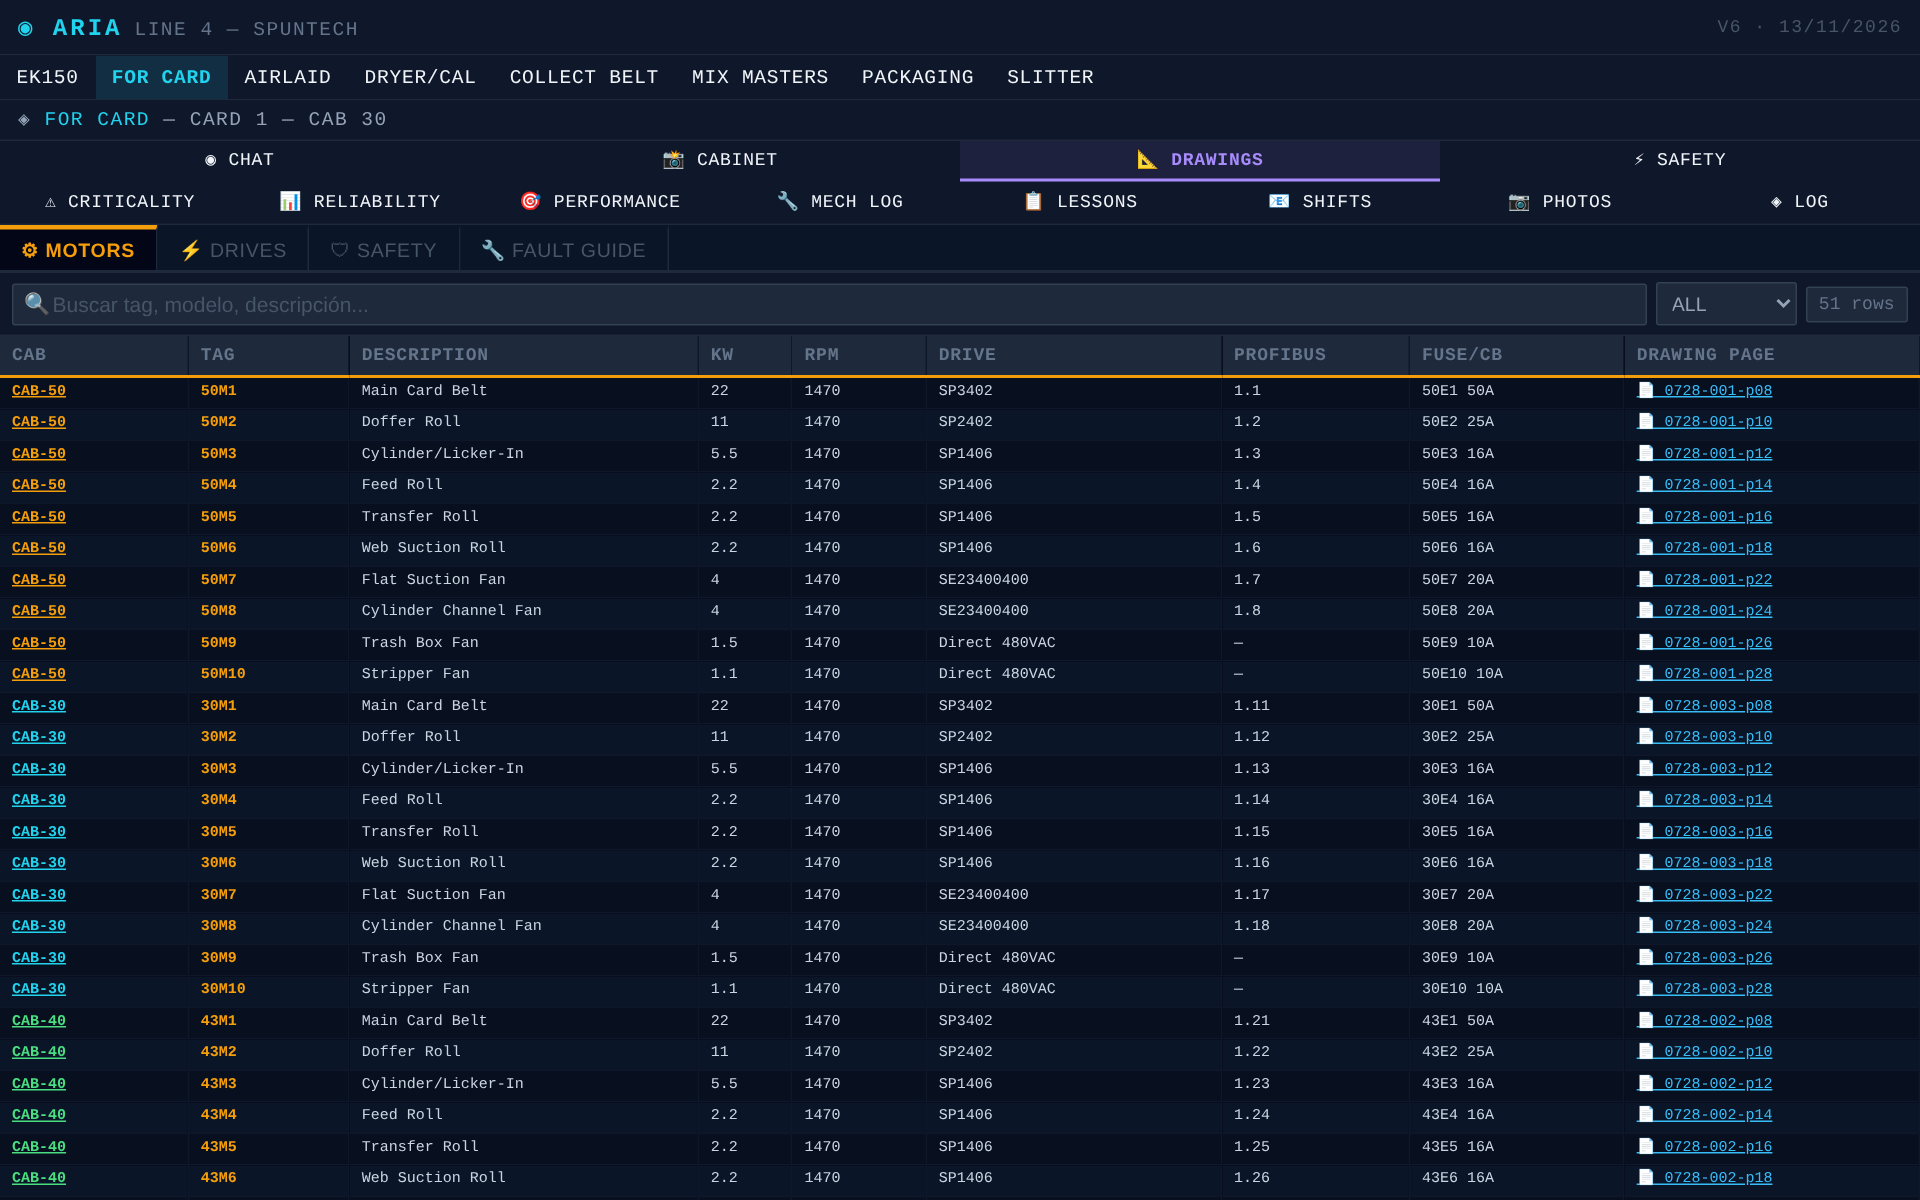 ◉ ARIA LINE 4 — SPUNTECH V6 · 13/11/2026
EK150 FOR CARD AIRLAID DRYER/CAL COLLECT BELT MIX MASTERS PACKAGING SLITTER
◈ FOR CARD — CARD 1 — CAB 30
◉ CHAT 📸 CABINET 📐 DRAWINGS ⚡ SAFETY
⚠ CRITICALITY 📊 RELIABILITY 🎯 PERFORMANCE 🔧 MECH LOG 📋 LESSONS 📧 SHIFTS 📷 PHOTOS ◈ LOG
⚙ MOTORS ⚡ DRIVES 🛡 SAFETY 🔧 FAULT GUIDE
🔍 Buscar tag, modelo, descripción... ALL 51 rows
CAB TAG DESCRIPTION KW RPM DRIVE PROFIBUS FUSE/CB DRAWING PAGE
CAB-50 50M1 Main Card Belt 22 1470 SP3402 1.1 50E1 50A 📄 0728-001-p08
CAB-50 50M2 Doffer Roll 11 1470 SP2402 1.2 50E2 25A 📄 0728-001-p10
CAB-50 50M3 Cylinder/Licker-In 5.5 1470 SP1406 1.3 50E3 16A 📄 0728-001-p12
CAB-50 50M4 Feed Roll 2.2 1470 SP1406 1.4 50E4 16A 📄 0728-001-p14
CAB-50 50M5 Transfer Roll 2.2 1470 SP1406 1.5 50E5 16A 📄 0728-001-p16
CAB-50 50M6 Web Suction Roll 2.2 1470 SP1406 1.6 50E6 16A 📄 0728-001-p18
CAB-50 50M7 Flat Suction Fan 4 1470 SE23400400 1.7 50E7 20A 📄 0728-001-p22
CAB-50 50M8 Cylinder Channel Fan 4 1470 SE23400400 1.8 50E8 20A 📄 0728-001-p24
CAB-50 50M9 Trash Box Fan 1.5 1470 Direct 480VAC — 50E9 10A 📄 0728-001-p26
CAB-50 50M10 Stripper Fan 1.1 1470 Direct 480VAC — 50E10 10A 📄 0728-001-p28
CAB-30 30M1 Main Card Belt 22 1470 SP3402 1.11 30E1 50A 📄 0728-003-p08
CAB-30 30M2 Doffer Roll 11 1470 SP2402 1.12 30E2 25A 📄 0728-003-p10
CAB-30 30M3 Cylinder/Licker-In 5.5 1470 SP1406 1.13 30E3 16A 📄 0728-003-p12
CAB-30 30M4 Feed Roll 2.2 1470 SP1406 1.14 30E4 16A 📄 0728-003-p14
CAB-30 30M5 Transfer Roll 2.2 1470 SP1406 1.15 30E5 16A 📄 0728-003-p16
CAB-30 30M6 Web Suction Roll 2.2 1470 SP1406 1.16 30E6 16A 📄 0728-003-p18
CAB-30 30M7 Flat Suction Fan 4 1470 SE23400400 1.17 30E7 20A 📄 0728-003-p22
CAB-30 30M8 Cylinder Channel Fan 4 1470 SE23400400 1.18 30E8 20A 📄 0728-003-p24
CAB-30 30M9 Trash Box Fan 1.5 1470 Direct 480VAC — 30E9 10A 📄 0728-003-p26
CAB-30 30M10 Stripper Fan 1.1 1470 Direct 480VAC — 30E10 10A 📄 0728-003-p28
CAB-40 43M1 Main Card Belt 22 1470 SP3402 1.21 43E1 50A 📄 0728-002-p08
CAB-40 43M2 Doffer Roll 11 1470 SP2402 1.22 43E2 25A 📄 0728-002-p10
CAB-40 43M3 Cylinder/Licker-In 5.5 1470 SP1406 1.23 43E3 16A 📄 0728-002-p12
CAB-40 43M4 Feed Roll 2.2 1470 SP1406 1.24 43E4 16A 📄 0728-002-p14
CAB-40 43M5 Transfer Roll 2.2 1470 SP1406 1.25 43E5 16A 📄 0728-002-p16
CAB-40 43M6 Web Suction Roll 2.2 1470 SP1406 1.26 43E6 16A 📄 0728-002-p18